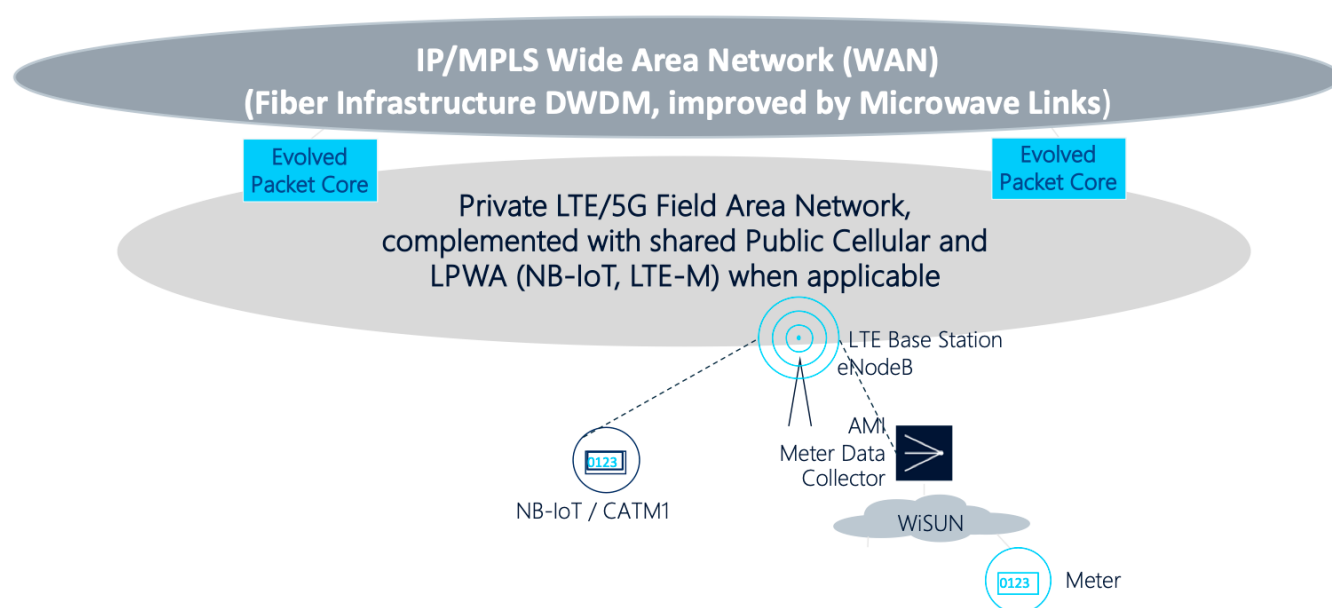 IP/MPLS Wide Area Network (WAN)
(Fiber Infrastructure DWDM, improved by Microwave Links)
Evolved
Packet Core
Evolved
Packet Core
Private LTE/5G Field Area Network,
complemented with shared Public Cellular and
LPWA (NB-IoT, LTE-M) when applicable
LTE Base Station
eNodeB
AMI
Meter Data
Collector
0123
NB-IoT / CATM1
WiSUN
0123
Meter